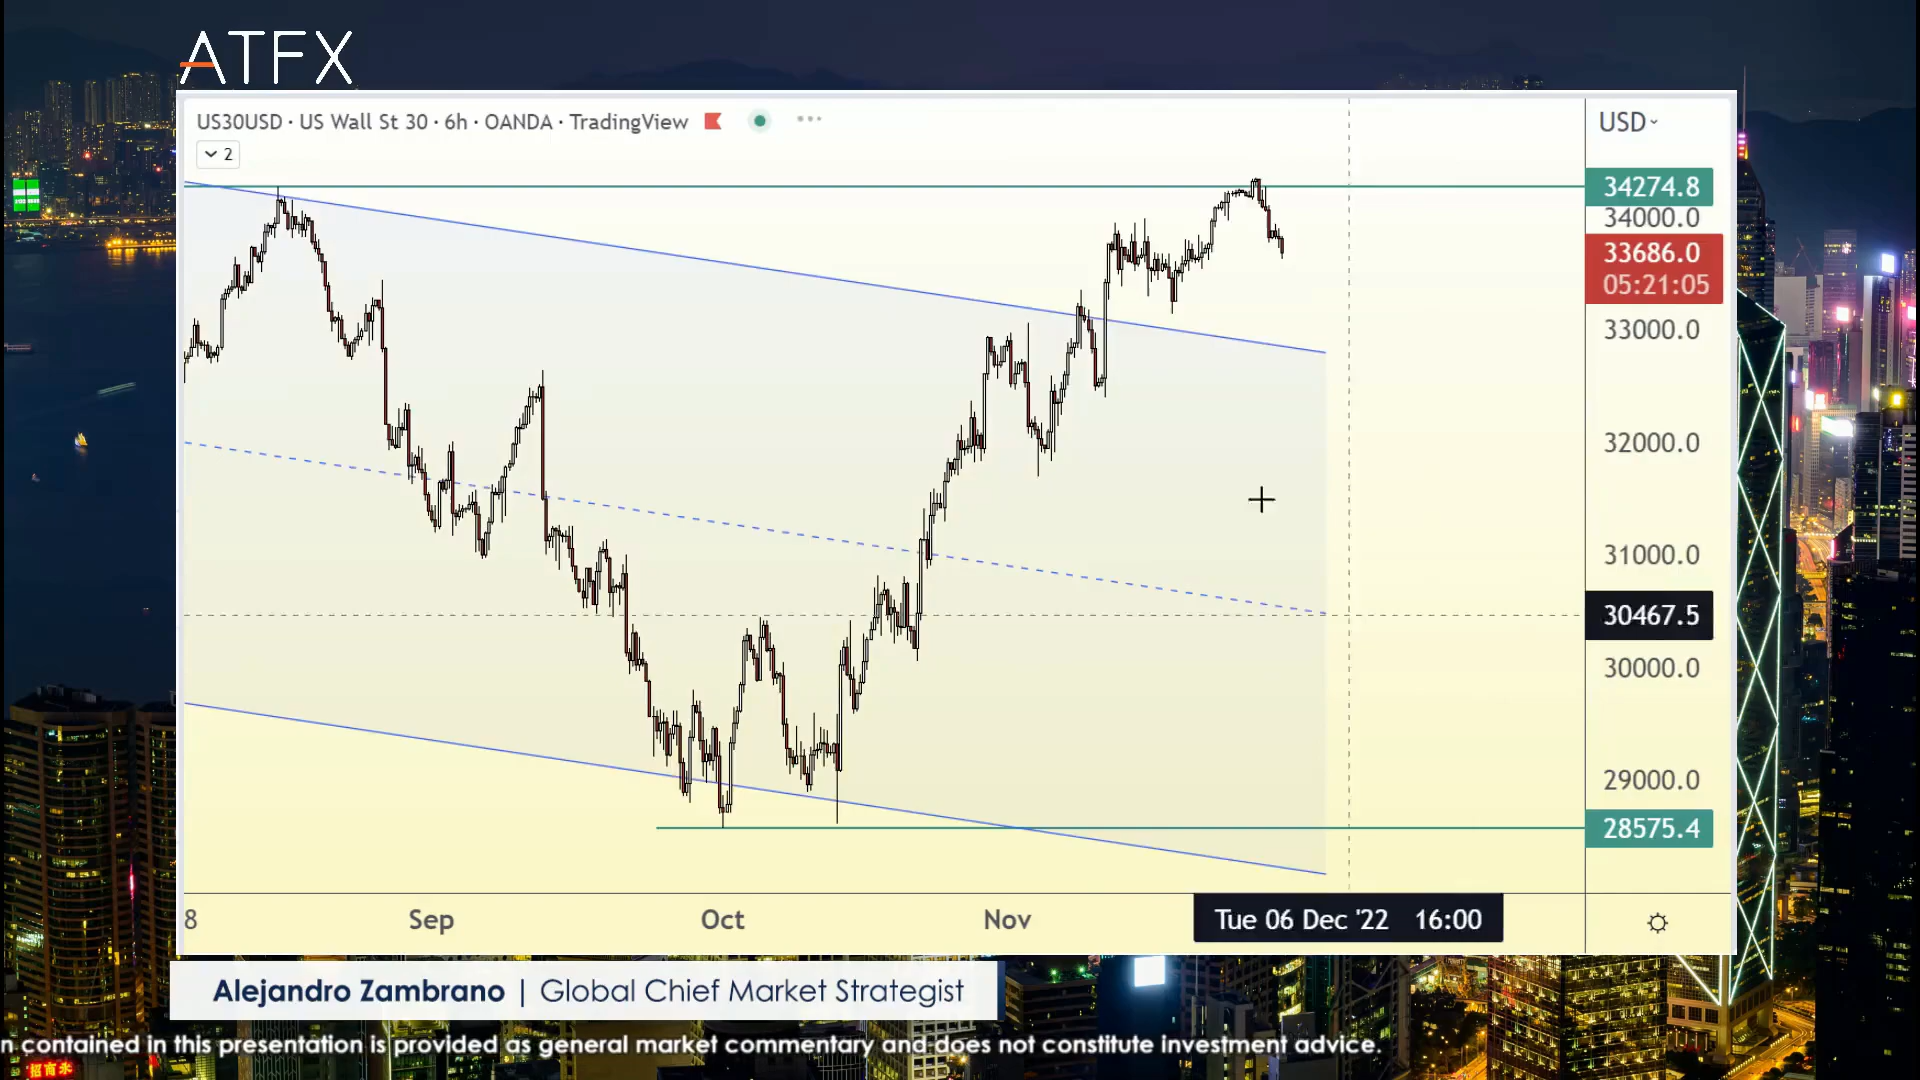 ATFX
US30USD · US Wall St 30 · 6h · OANDA · TradingView
USD
2
34274.8
34000.0
33686.0
05:21:05
33000.0
32000.0
31000.0
30467.5
30000.0
29000.0
28575.4
8 Sep Oct Nov Tue 06 Dec '22 16:00
Alejandro Zambrano | Global Chief Market Strategist
n contained in this presentation is provided as general market commentary and does not constitute investment advice.
招商永